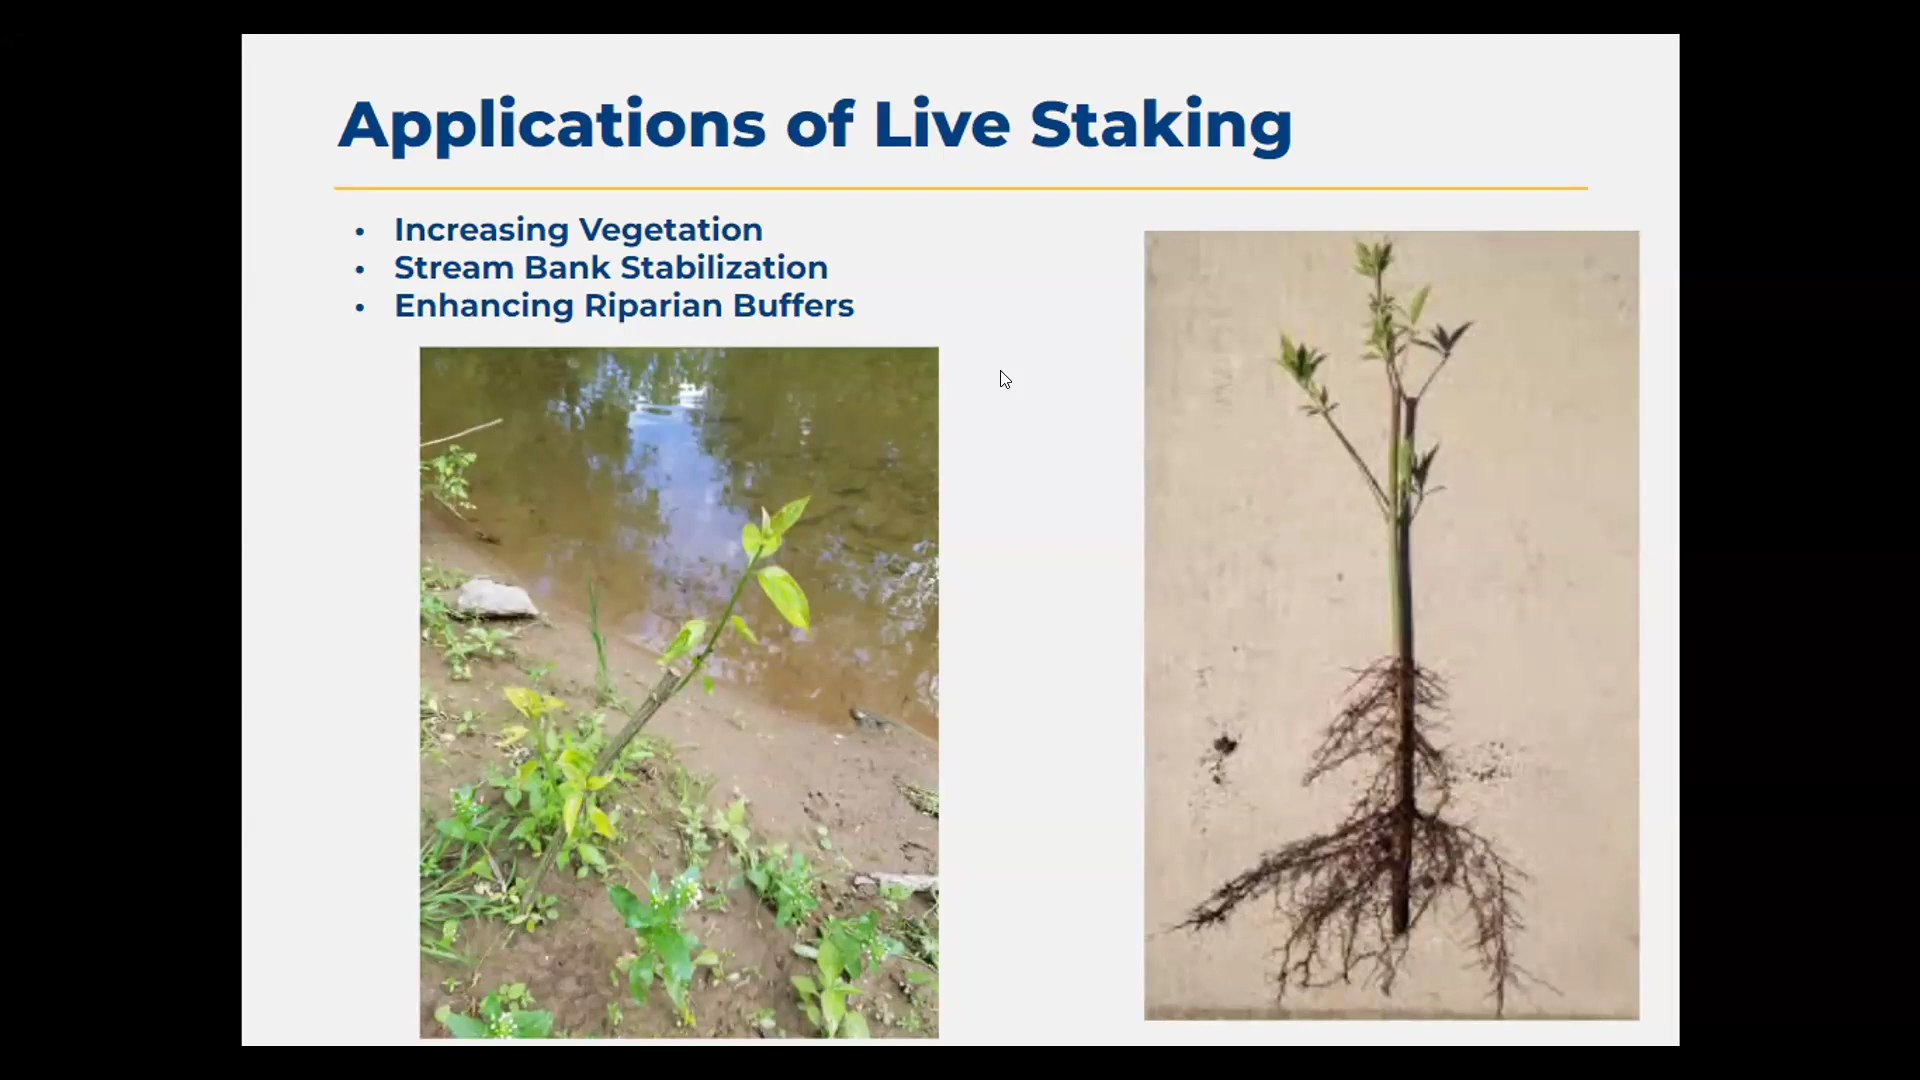 Applications of Live Staking
• Increasing Vegetation
• Stream Bank Stabilization
• Enhancing Riparian Buffers